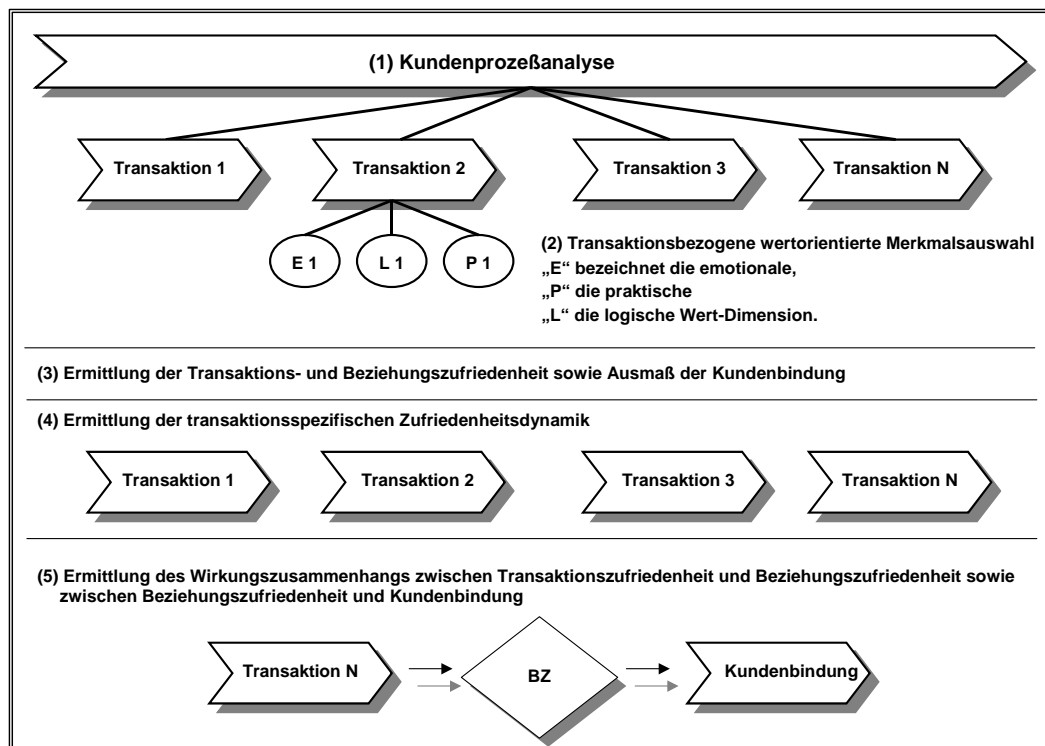 (1) Kundenprozeßanalyse
Transaktion 1
Transaktion 2
Transaktion 3
Transaktion N
E 1
L 1
P 1
(2) Transaktionsbezogene wertorientierte Merkmalsauswahl
„E“ bezeichnet die emotionale,
„P“ die praktische
„L“ die logische Wert-Dimension.
(3) Ermittlung der Transaktions- und Beziehungszufriedenheit sowie Ausmaß der Kundenbindung
(4) Ermittlung der transaktionsspezifischen Zufriedenheitsdynamik
Transaktion 1
Transaktion 2
Transaktion 3
Transaktion N
(5) Ermittlung des Wirkungszusammenhangs zwischen Transaktionszufriedenheit und Beziehungszufriedenheit sowie
zwischen Beziehungszufriedenheit und Kundenbindung
Transaktion N
BZ
Kundenbindung